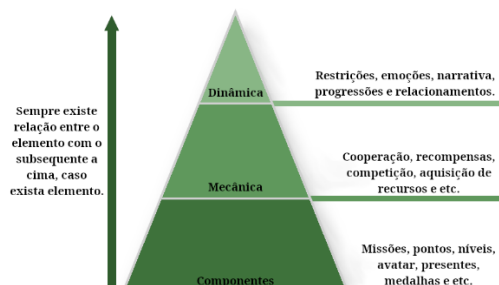 Dinâmica
Restrições, emoções, narrativa,
progressões e relacionamentos.
Sempre existe
relação entre o
elemento com o
subsequente a
cima, caso
exista elemento.
Mecânica
Cooperação, recompensas,
competição, aquisição de
recursos e etc.
Componentes
Missões, pontos, níveis,
avatar, presentes,
medalhas e etc.